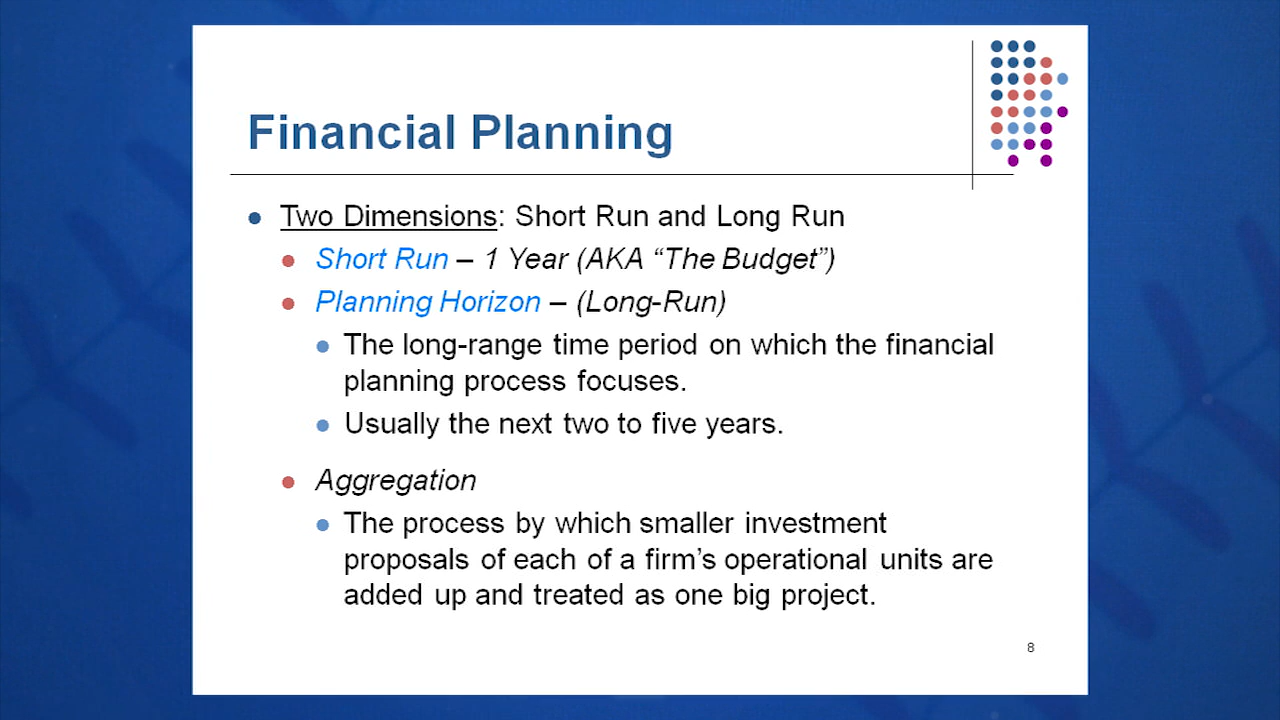 Financial Planning
Two Dimensions: Short Run and Long Run
Short Run – 1 Year (AKA “The Budget”)
Planning Horizon – (Long-Run)
The long-range time period on which the financial
planning process focuses.
Usually the next two to five years.
Aggregation
The process by which smaller investment
proposals of each of a firm’s operational units are
added up and treated as one big project.
8